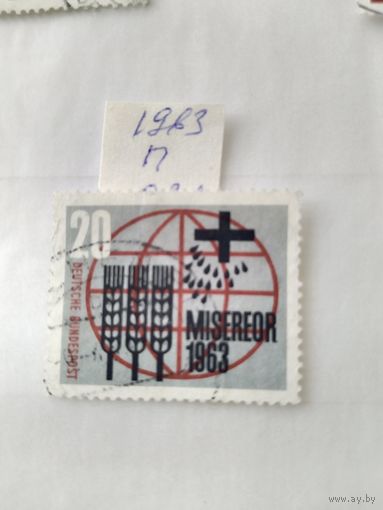 1963
П
20
DEUTSCHE BUNDESPOST
MISEREOR
1963
www.ay.by